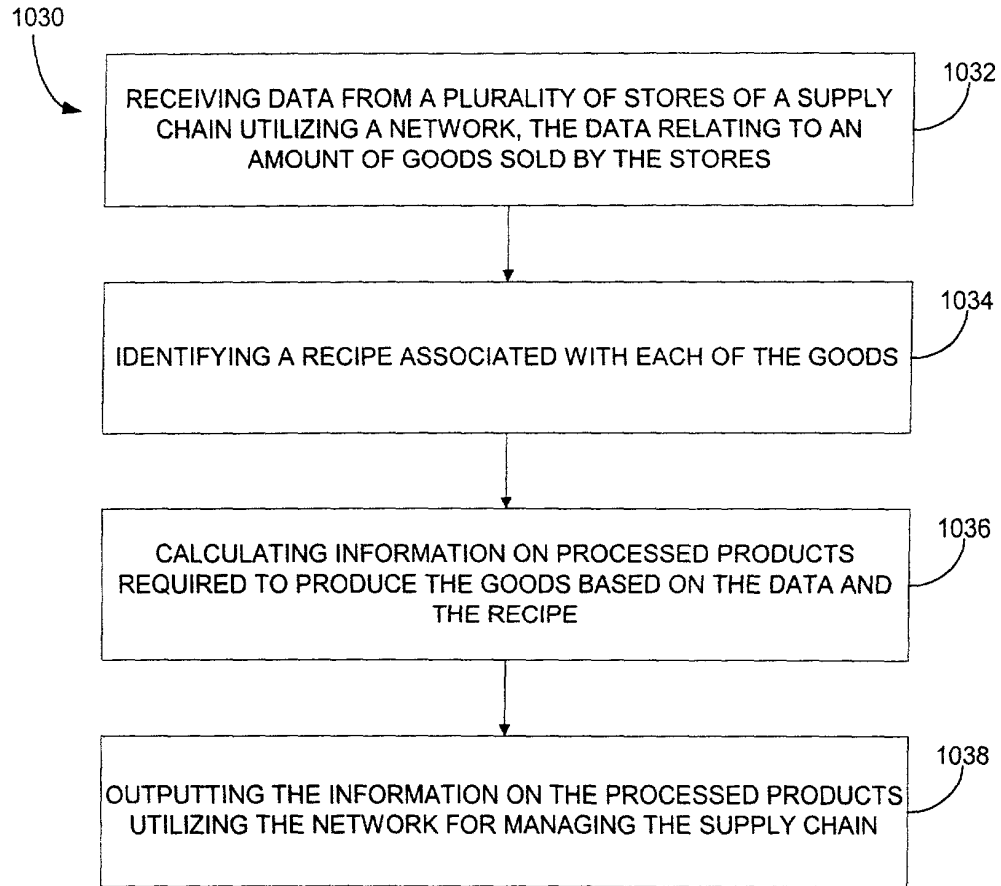 1030
1032
RECEIVING DATA FROM A PLURALITY OF STORES OF A SUPPLY
CHAIN UTILIZING A NETWORK, THE DATA RELATING TO AN
AMOUNT OF GOODS SOLD BY THE STORES
1034
IDENTIFYING A RECIPE ASSOCIATED WITH EACH OF THE GOODS
1036
CALCULATING INFORMATION ON PROCESSED PRODUCTS
REQUIRED TO PRODUCE THE GOODS BASED ON THE DATA AND
THE RECIPE
1038
OUTPUTTING THE INFORMATION ON THE PROCESSED PRODUCTS
UTILIZING THE NETWORK FOR MANAGING THE SUPPLY CHAIN